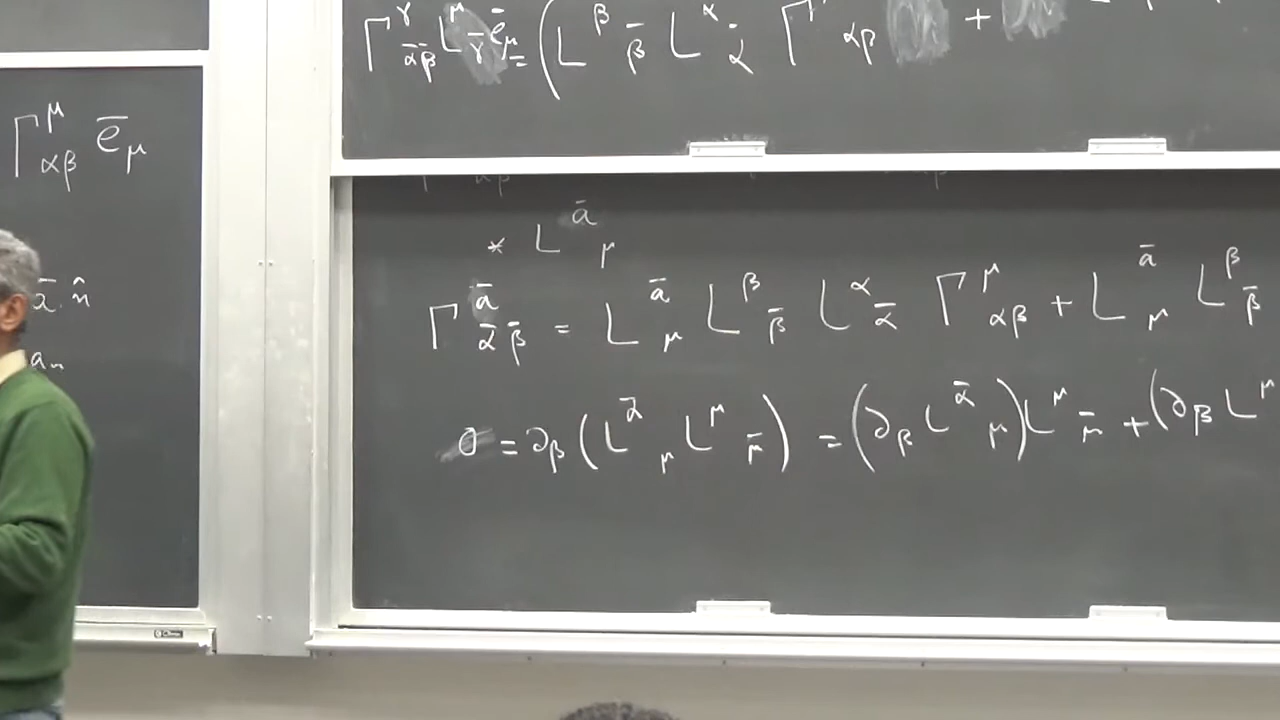 Γ^μ_{αβ} ē_μ
ā·n̂
a_n
Γ^γ_{ᾱβ̄} L^μ_γ̄ ē_μ = (L^β_β̄ L^α_ᾱ Γ^μ_{αβ} +
* L^ā_μ
Γ^ā_{ᾱβ̄} = L^ā_μ L^β_β̄ L^α_ᾱ Γ^μ_{αβ} + L^ā_μ L^β_β̄
0 = ∂_β (L^ᾱ_μ L^μ_μ̄) = (∂_β L^ᾱ_μ) L^μ_μ̄ + (∂_β L^μ